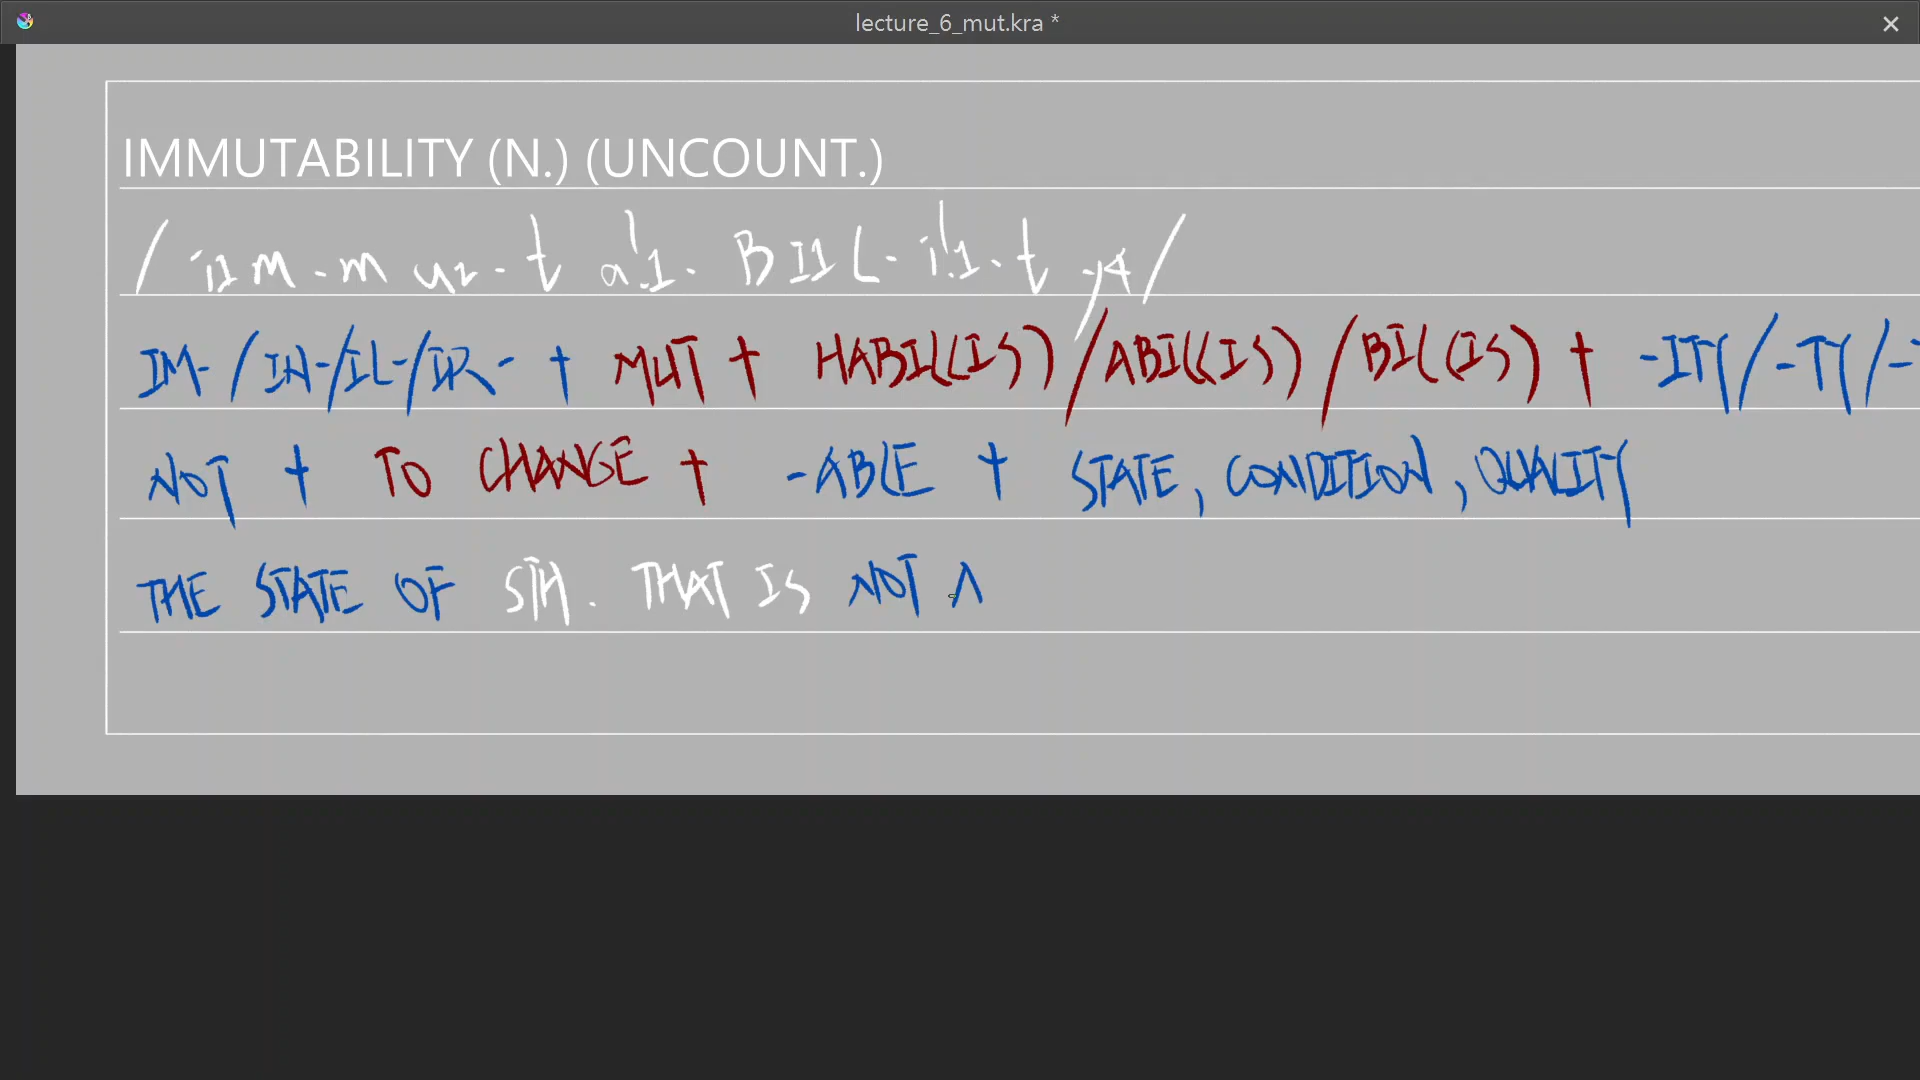 lecture_6_mut.kra *
IMMUTABILITY (N.) (UNCOUNT.)
IM-/IN-/IL-/IR- + MUT + HABIL(IS)/ABIL(IS)/BIL(IS) + -ITY/-TY/-
NOT + TO CHANGE + -ABLE + STATE, CONDITION, QUALITY
THE STATE OF STH. THAT IS NOT